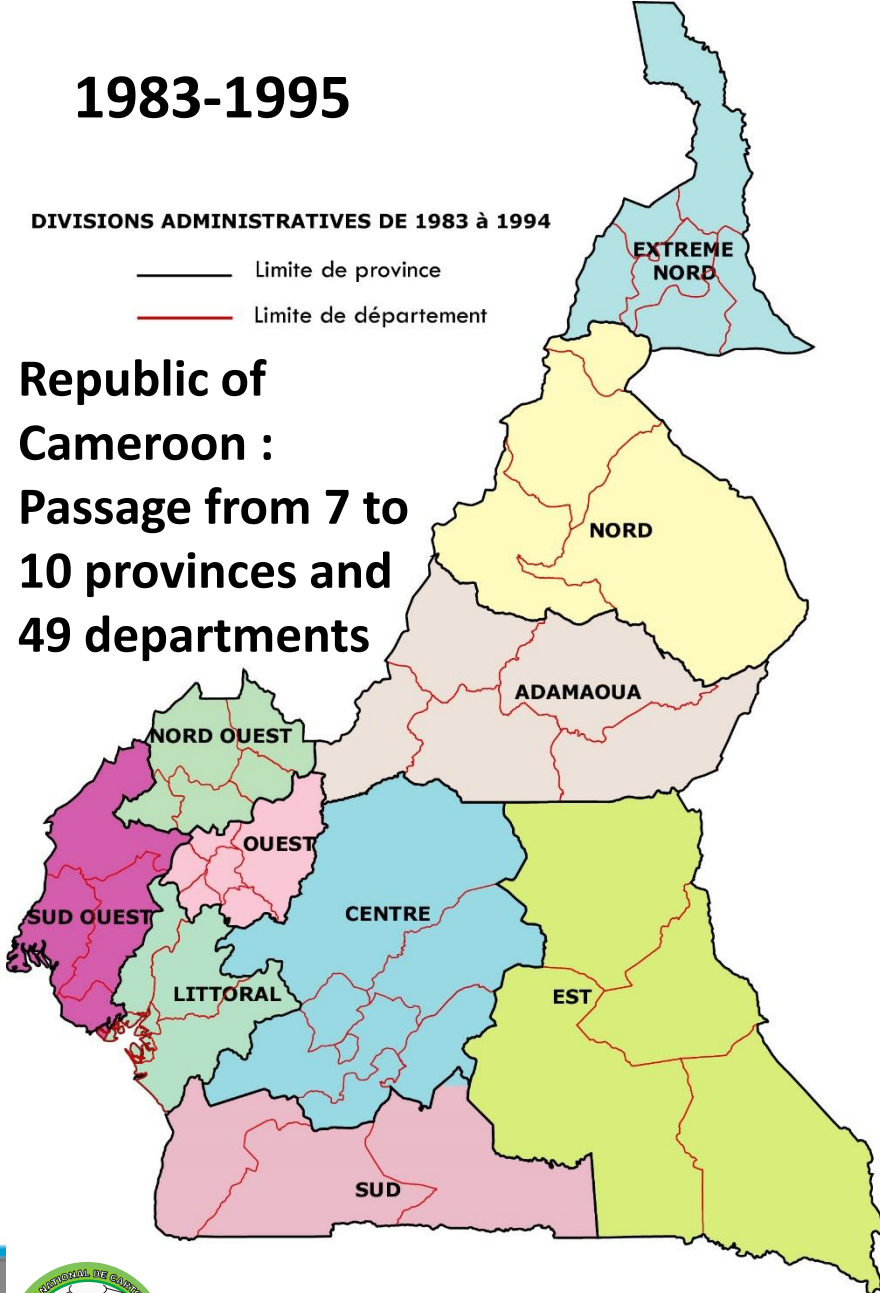 1983-1995
DIVISIONS ADMINISTRATIVES DE 1983 à 1994
Limite de province
Limite de département
Republic of
Cameroon :
Passage from 7 to
10 provinces and
49 departments
EXTREME
NORD
NORD
ADAMAOUA
NORD OUEST
OUEST
SUD OUEST
CENTRE
LITTORAL
EST
SUD
NATIONAL DE